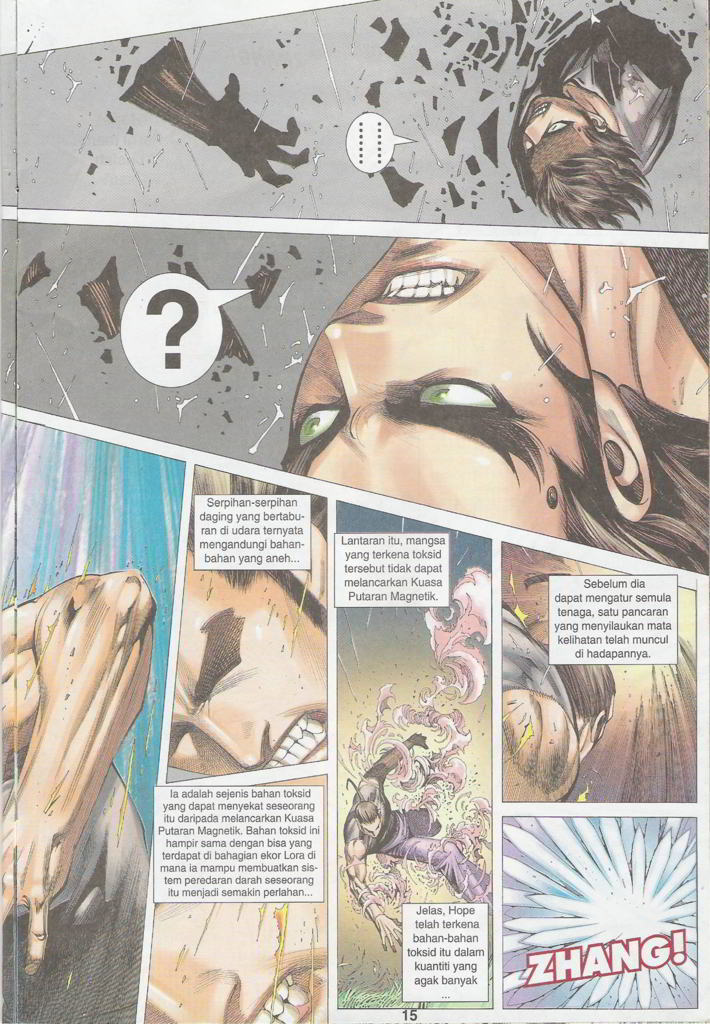 ?
Serpihan-serpihan
daging yang bertabu-
ran di udara ternyata
mengandungi bahan-
bahan yang aneh...
Ia adalah sejenis bahan toksid
yang dapat menyekat seseorang
itu daripada melancarkan Kuasa
Putaran Magnetik. Bahan toksid ini
hampir sama dengan bisa yang
terdapat di bahagian ekor Lora di
mana ia mampu membuatkan sis-
tem peredaran darah seseorang
itu menjadi semakin perlahan...
Lantaran itu, mangsa
yang terkena toksid
tersebut tidak dapat
melancarkan Kuasa
Putaran Magnetik.
Jelas, Hope
telah terkena
bahan-bahan
toksid itu dalam
kuantiti yang
agak banyak
...
Sebelum dia
dapat mengatur semula
tenaga, satu pancaran
yang menyilaukan mata
kelihatan telah muncul
di hadapannya.
ZHANG!
15